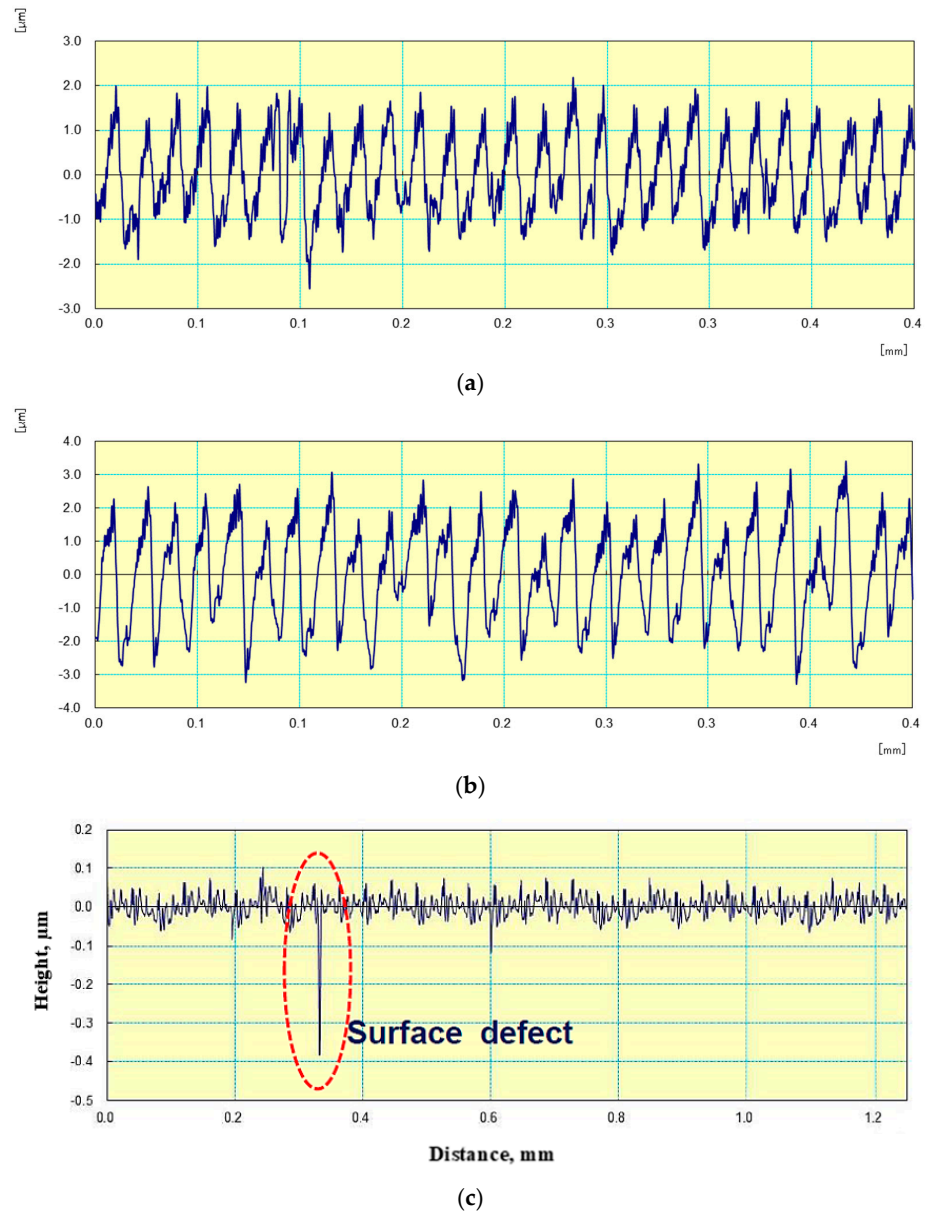 [μm]
3.0
2.0
1.0
0.0
-1.0
-2.0
-3.0
0.0 0.1 0.1 0.2 0.2 0.3 0.3 0.4 0.4
[mm]
(a)
[μm]
4.0
3.0
2.0
1.0
0.0
-1.0
-2.0
-3.0
-4.0
0.0 0.1 0.1 0.2 0.2 0.3 0.3 0.4 0.4
[mm]
(b)
Height, μm
0.2
0.1
0.0
-0.1
-0.2
-0.3
-0.4
-0.5
Surface defect
0.0 0.2 0.4 0.6 0.8 1.0 1.2
Distance, mm
(c)